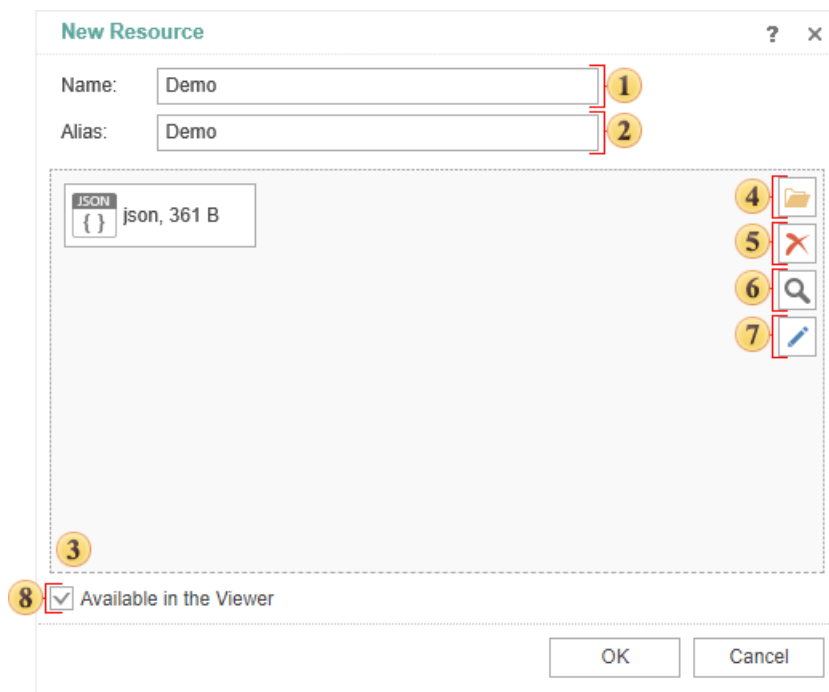 New Resource ? ×
Name: Demo 1
Alias: Demo 2
JSON
{ } json, 361 B
4
5
6
7
3
8 Available in the Viewer
OK Cancel